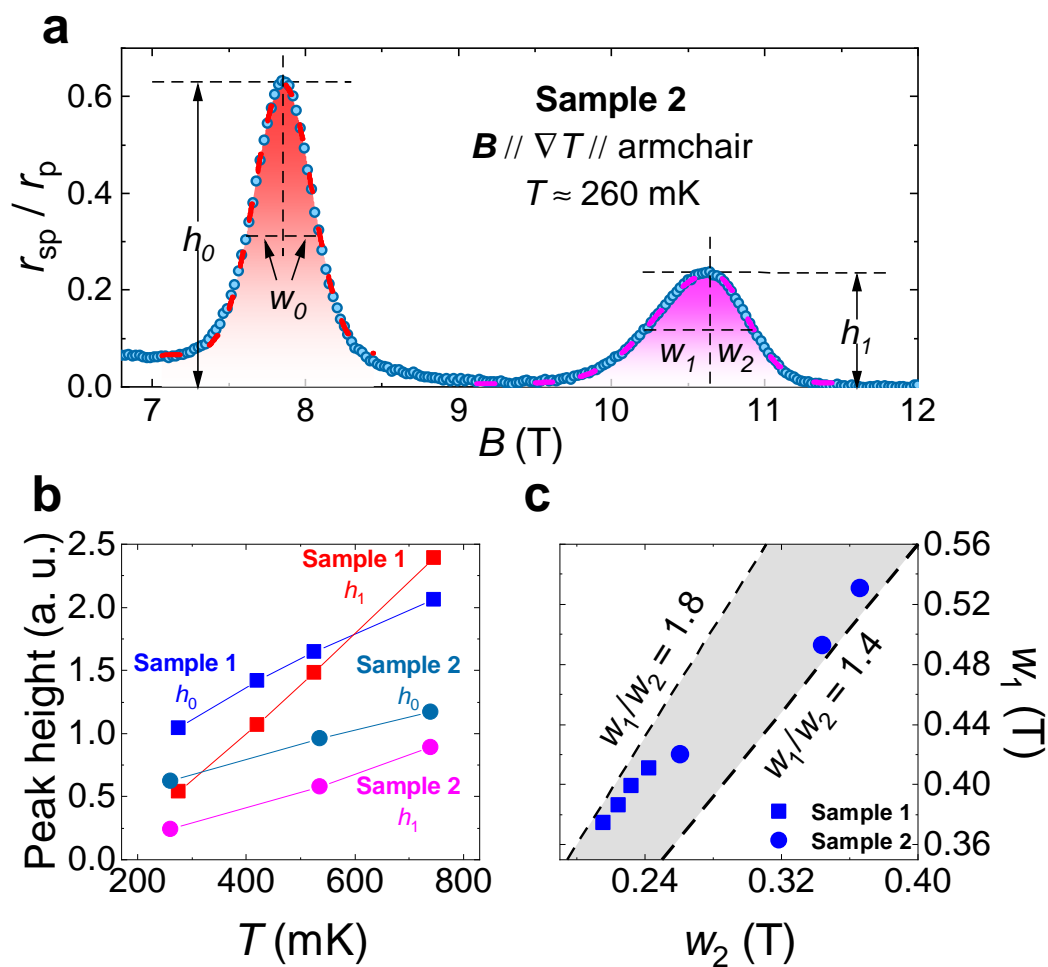 a
r_sp / r_p
0.6
0.4
0.2
0.0
Sample 2
B // ∇T // armchair
T ≈ 260 mK
h_0
w_0
w_1
w_2
h_1
7
8
9
10
11
12
B (T)
b
Peak height (a. u.)
2.5
2.0
1.5
1.0
0.5
0.0
Sample 1
h_1
Sample 1
h_0
Sample 2
h_0
Sample 2
h_1
200
400
600
800
T (mK)
c
w_1/w_2 = 1.8
w_1/w_2 = 1.4
Sample 1
Sample 2
0.56
0.52
0.48
0.44
0.40
0.36
w_1 (T)
0.24
0.32
0.40
w_2 (T)